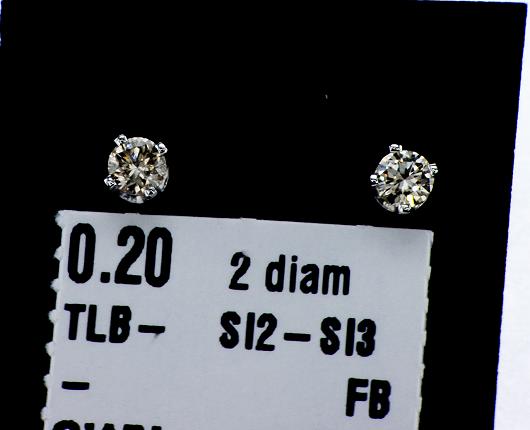 0.20 2 diam
TLB- SI2-SI3
- FB